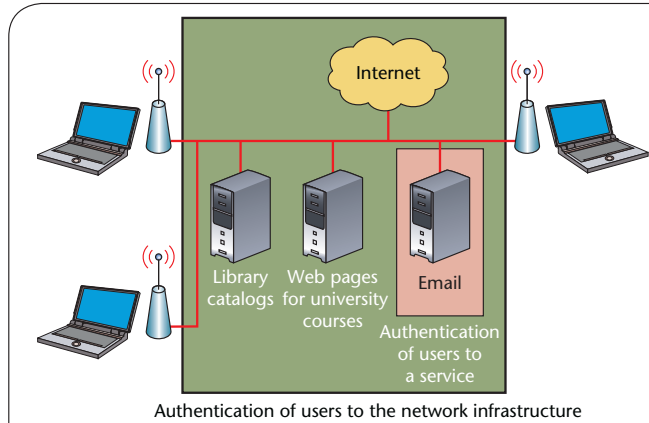 Internet
Library
catalogs
Web pages
for university
courses
Email
Authentication
of users to
a service
Authentication of users to the network infrastructure